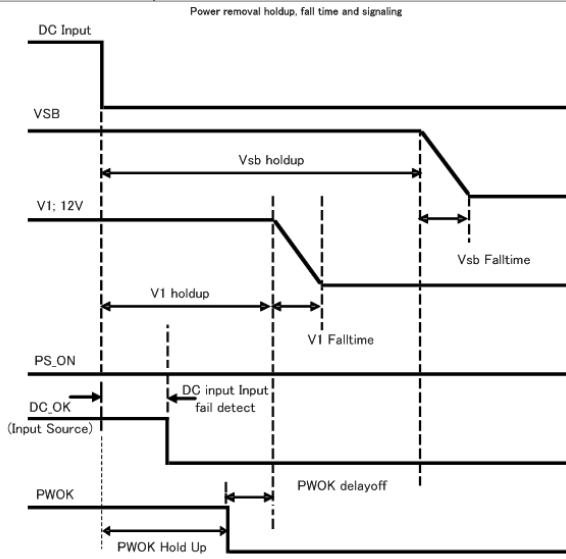 Power removal holdup, fall time and signaling
DC Input
VSB
Vsb holdup
V1; 12V
Vsb Falltime
V1 holdup
V1 Falltime
PS_ON
DC input Input
fail detect
DC_OK
(Input Source)
PWOK delayoff
PWOK
PWOK Hold Up